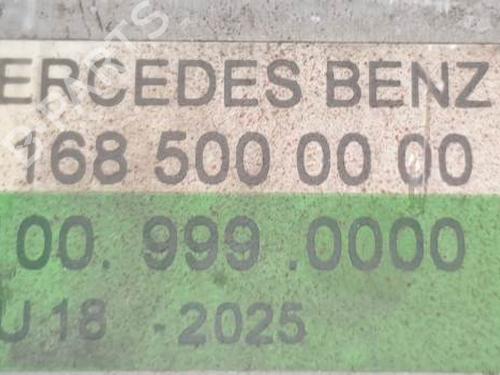 ERCEDES BENZ
168 500 00 00
00. 999 .0000
U 18 - 2025